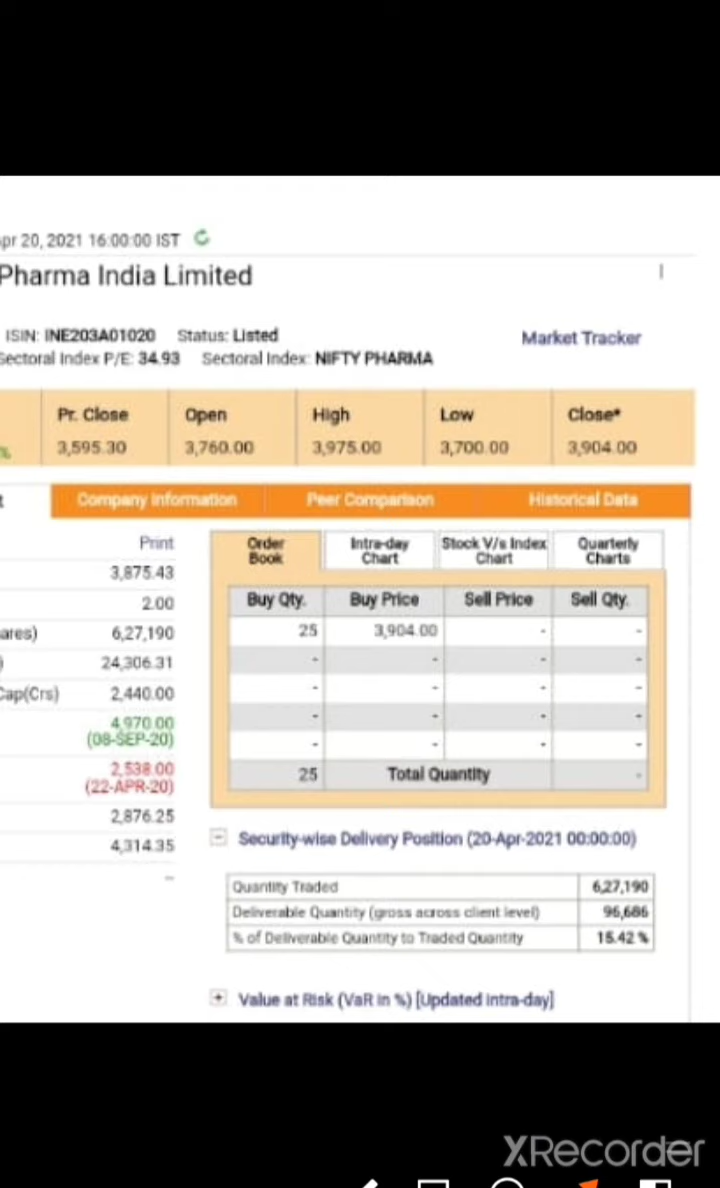 pr 20, 2021 16:00:00 IST
Pharma India Limited
ISIN: INE203A01020 Status: Listed
Market Tracker
Sectoral Index P/E: 34.93 Sectoral Index: NIFTY PHARMA
Pr. Close Open High Low Close*
% 3,595.30 3,760.00 3,975.00 3,700.00 3,904.00
t Company Information Peer Comparison Historical Data
Print
3,875.43
2.00
ares) 6,27,190
) 24,306.31
Cap(Crs) 2,440.00
4,970.00
(08-SEP-20)
2,538.00
(22-APR-20)
2,876.25
4,314.35
-
Order Book Intra-day Chart Stock V/s Index Chart Quarterly Charts
Buy Qty. Buy Price Sell Price Sell Qty.
25 3,904.00 - -
- - - -
- - - -
- - - -
- - - -
25 Total Quantity -
Security-wise Delivery Position (20-Apr-2021 00:00:00)
Quantity Traded 6,27,190
Deliverable Quantity (gross across client level) 96,686
% of Deliverable Quantity to Traded Quantity 15.42 %
Value at Risk (VaR in %) [Updated intra-day]
XRecorder